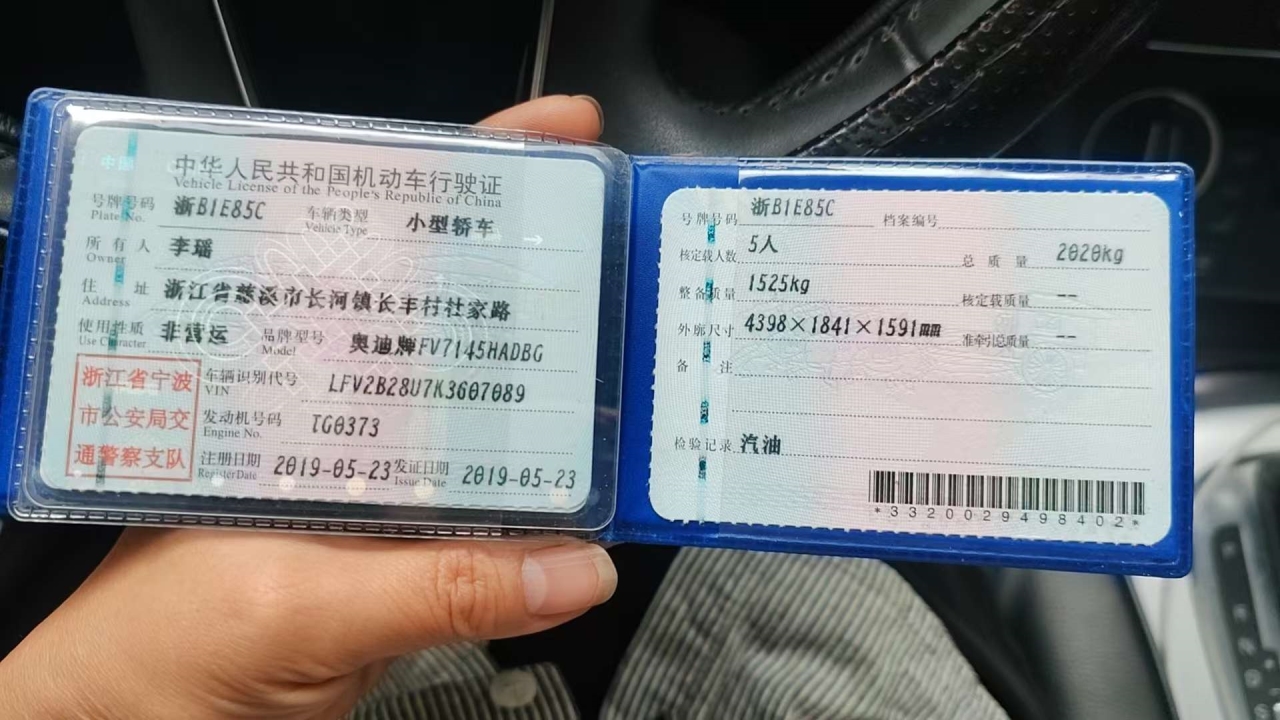 中国
中华人民共和国机动车行驶证
Vehicle License of the People's Republic of China
号牌号码 浙B1E85C 车辆类型 小型轿车
Plate No. Vehicle Type
所有人 李瑶
Owner
住址 浙江省慈溪市长河镇长丰村杜家路
Address
使用性质 非营运 品牌型号 奥迪牌FV7145HADBG
Use Character Model
浙江省宁波
市公安局交
通警察支队
车辆识别代号 LFV2B28U7K3607089
VIN
发动机号码 TG0373
Engine No.
注册日期 2019-05-23 发证日期 2019-05-23
Register Date Issue Date
号牌号码 浙B1E85C 档案编号
核定载人数 5人 总质量 2020kg
整备质量 1525kg 核定载质量 --
外廓尺寸 4398×1841×1591mm 准牵引总质量 --
备注
检验记录 汽油
*3320029498402*